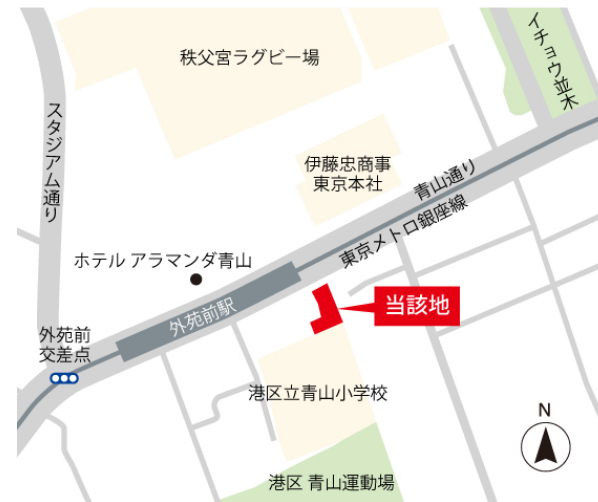 秩父宮ラグビー場
イチョウ並木
スタジアム通り
伊藤忠商事
東京本社
青山通り
東京メトロ銀座線
ホテル アラマンダ青山
外苑前駅
当該地
外苑前
交差点
港区立青山小学校
N
港区 青山運動場